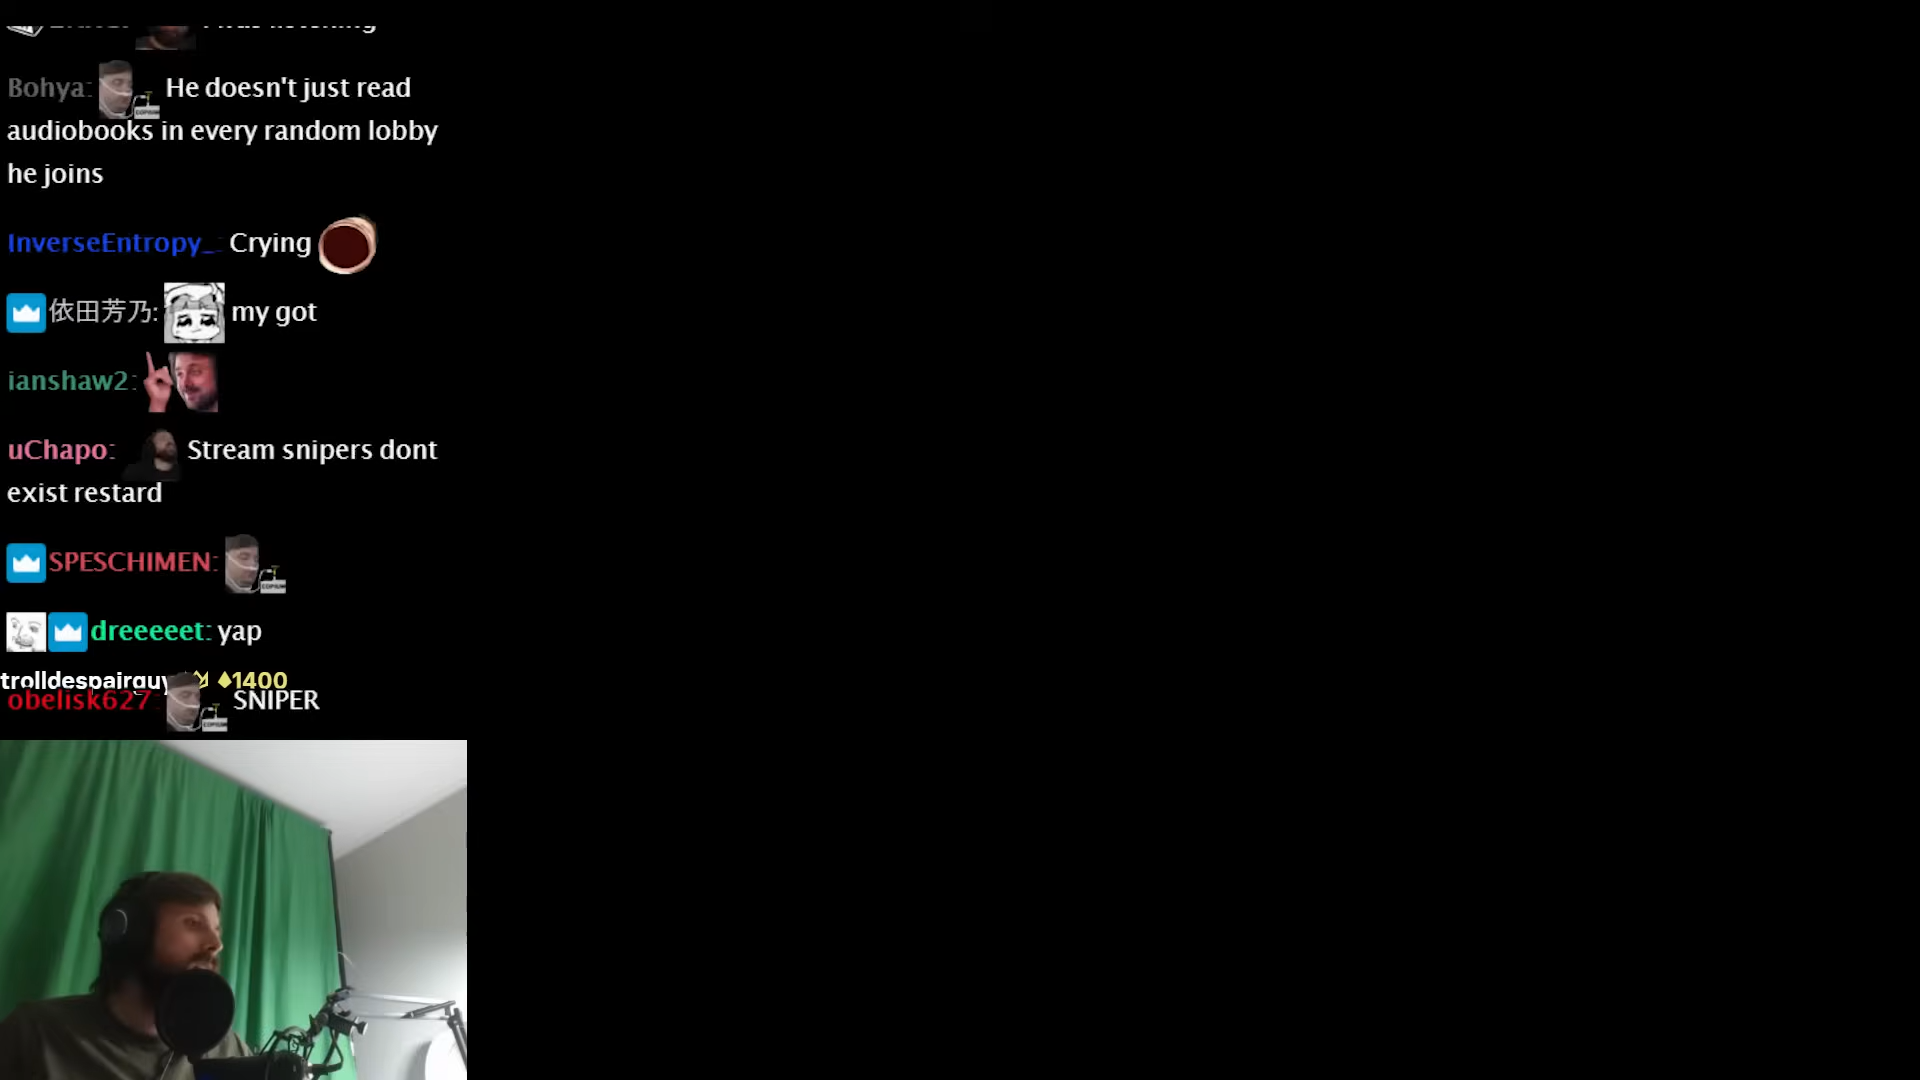 Bohya: He doesn't just read
audiobooks in every random lobby
he joins
InverseEntropy_: Crying
依田芳乃: my got
ianshaw2:
uChapo: Stream snipers dont
exist restard
SPESCHIMEN:
dreeeeet: yap
trolldespairguy 1400
obelisk627: SNIPER